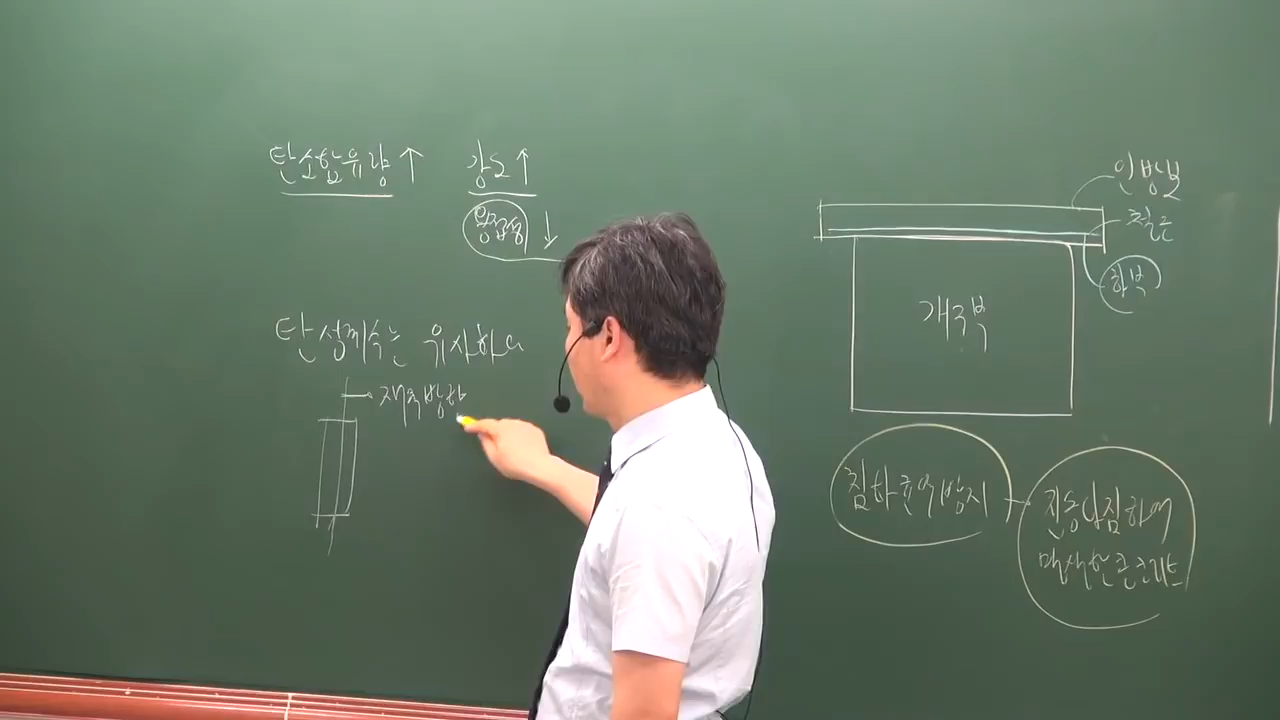 탄소함유량↑ 강도↑
용접성 ↓
탄성계수는 유사하다
재축방향
인방보
철근
하부
개구부
침하균열방지
진동다짐하여
밀실한콘크리트